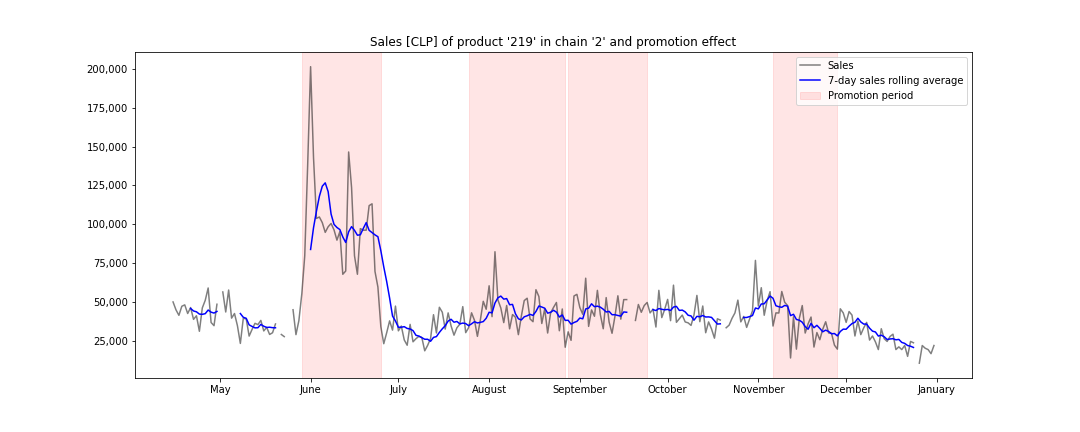 Sales [CLP] of product '219' in chain '2' and promotion effect
Sales
7-day sales rolling average
Promotion period
200,000
175,000
150,000
125,000
100,000
75,000
50,000
25,000
May June July August September October November December January